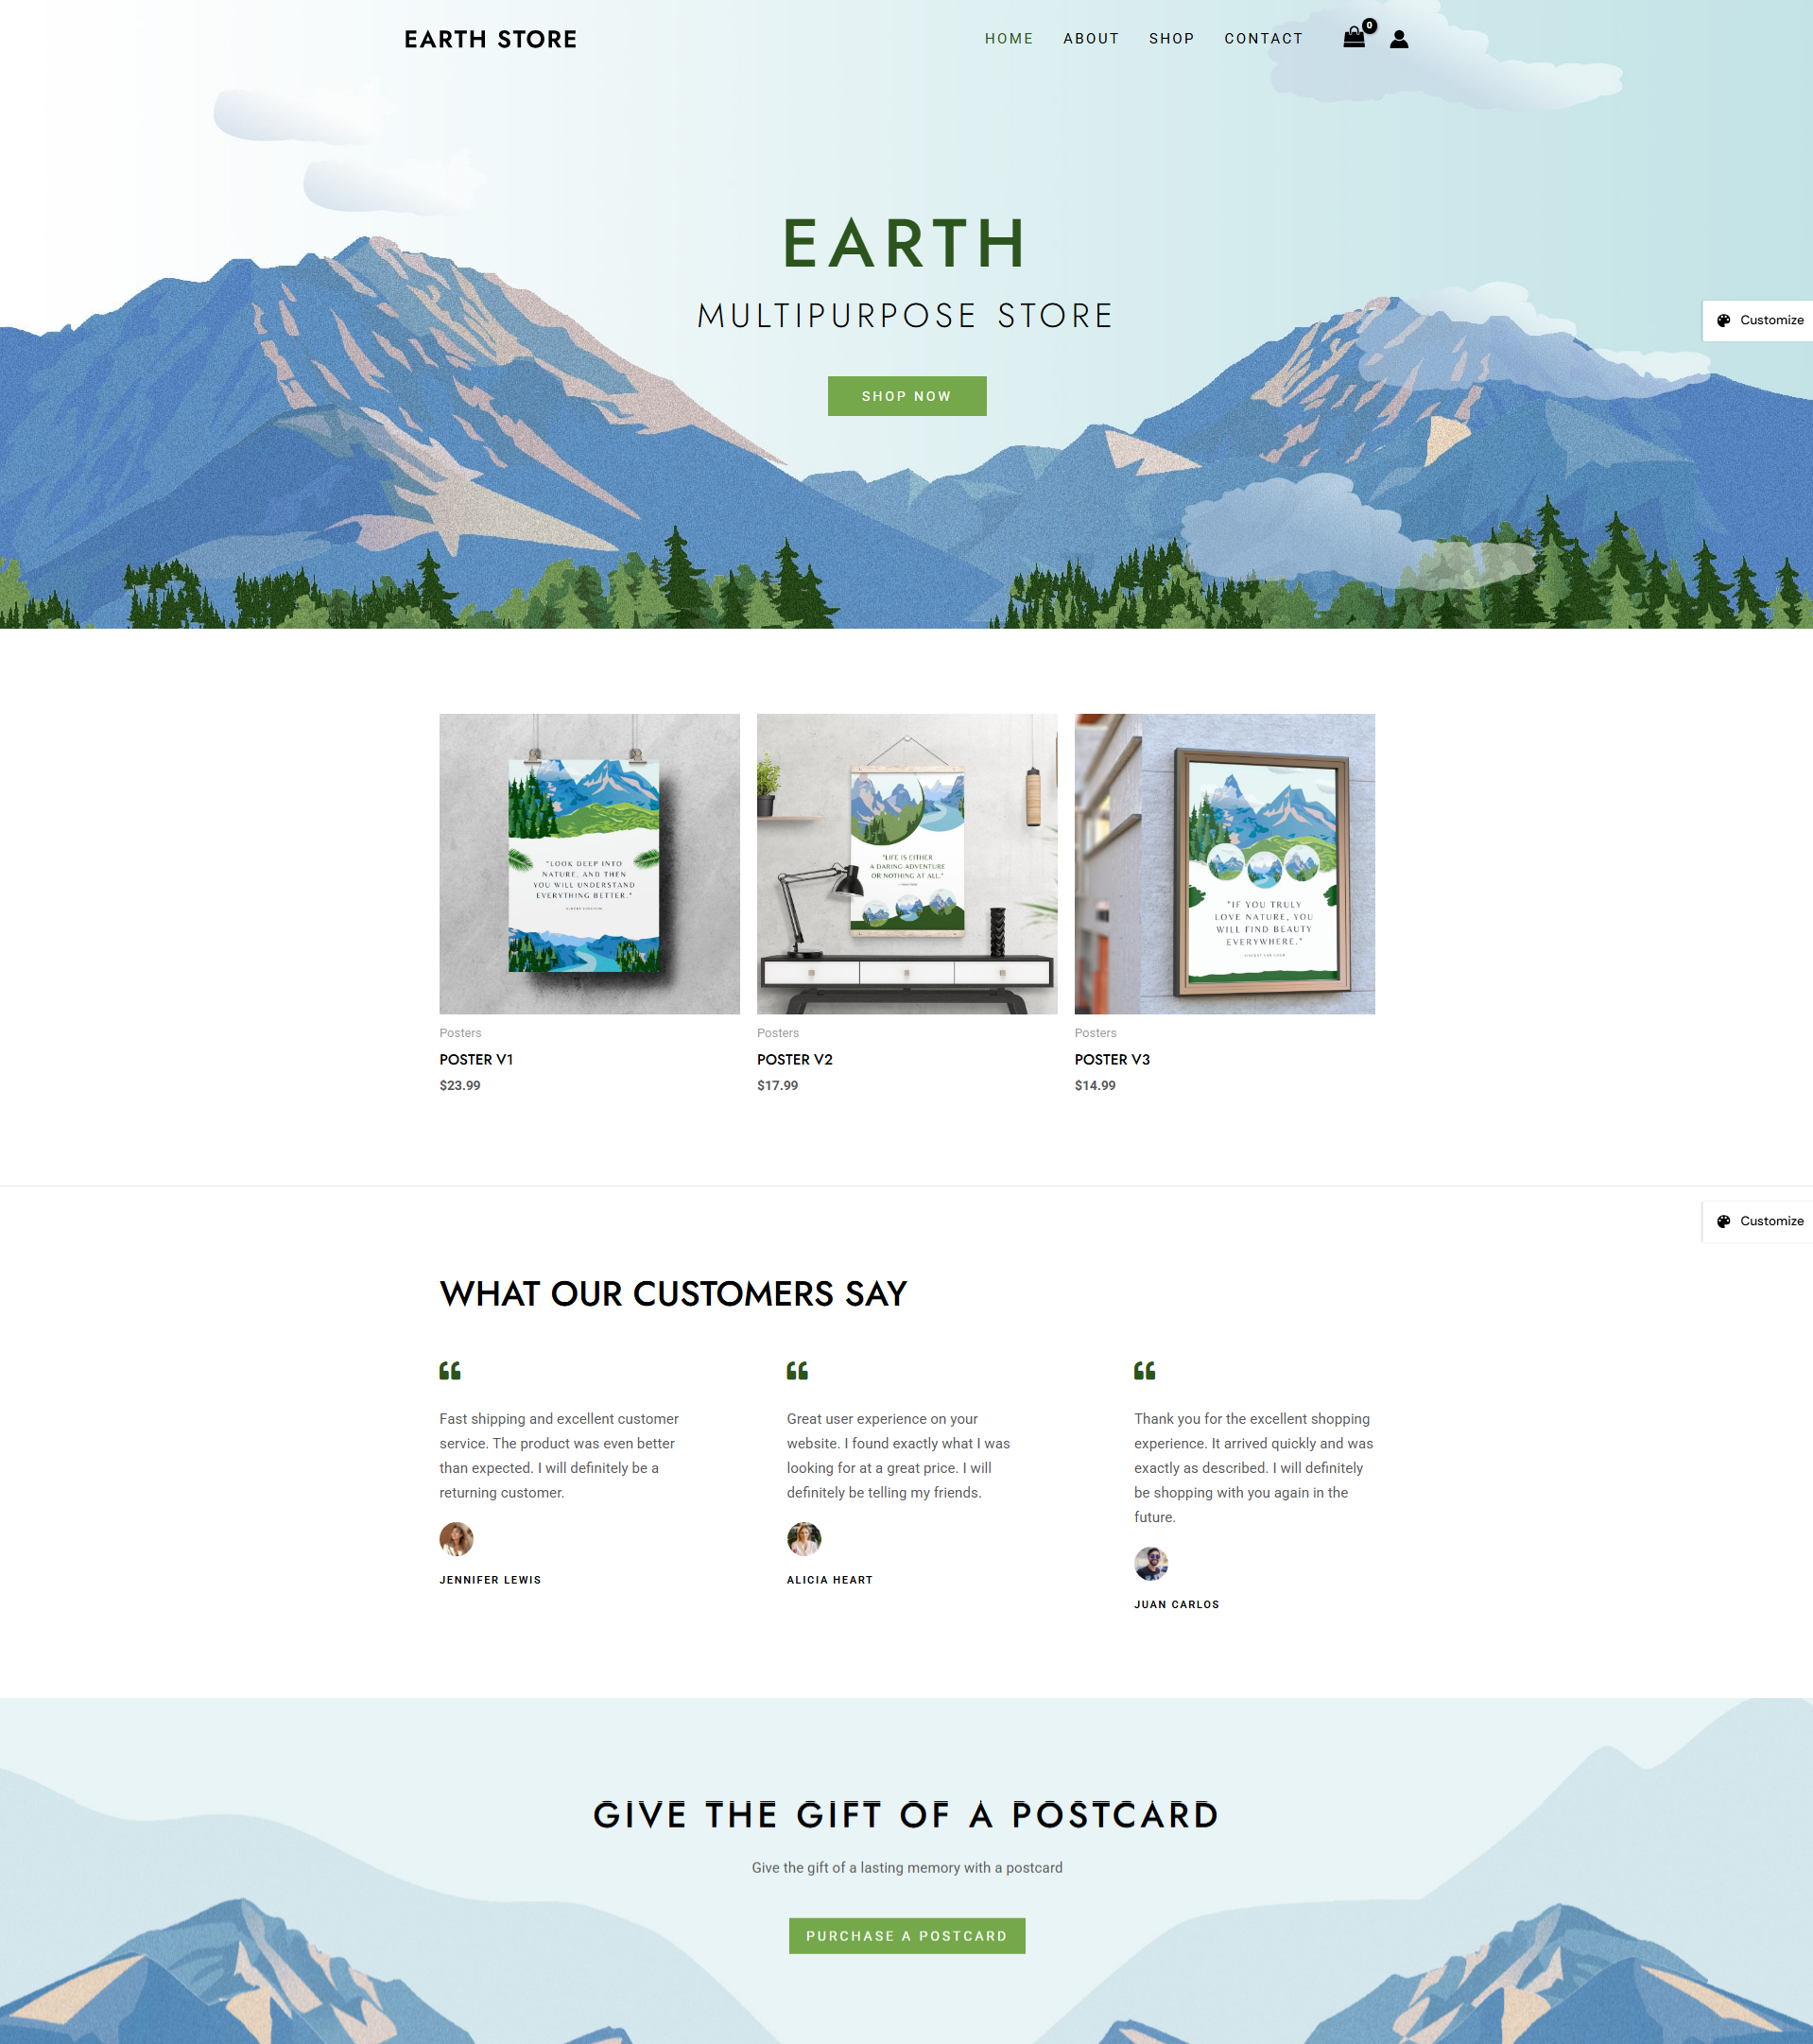 EARTH STORE
HOME ABOUT SHOP CONTACT 0
EARTH
MULTIPURPOSE STORE
Customize
SHOP NOW
"LOOK DEEP INTO
NATURE, AND THEN
YOU WILL UNDERSTAND
EVERYTHING BETTER."
"LIFE IS EITHER
A DARING ADVENTURE
OR NOTHING AT ALL."
"IF YOU TRULY
LOVE NATURE, YOU
WILL FIND BEAUTY
EVERYWHERE."
Posters
POSTER V1
$23.99
Posters
POSTER V2
$17.99
Posters
POSTER V3
$14.99
Customize
WHAT OUR CUSTOMERS SAY
Fast shipping and excellent customer
service. The product was even better
than expected. I will definitely be a
returning customer.
JENNIFER LEWIS
Great user experience on your
website. I found exactly what I was
looking for at a great price. I will
definitely be telling my friends.
ALICIA HEART
Thank you for the excellent shopping
experience. It arrived quickly and was
exactly as described. I will definitely
be shopping with you again in the
future.
JUAN CARLOS
GIVE THE GIFT OF A POSTCARD
Give the gift of a lasting memory with a postcard
PURCHASE A POSTCARD